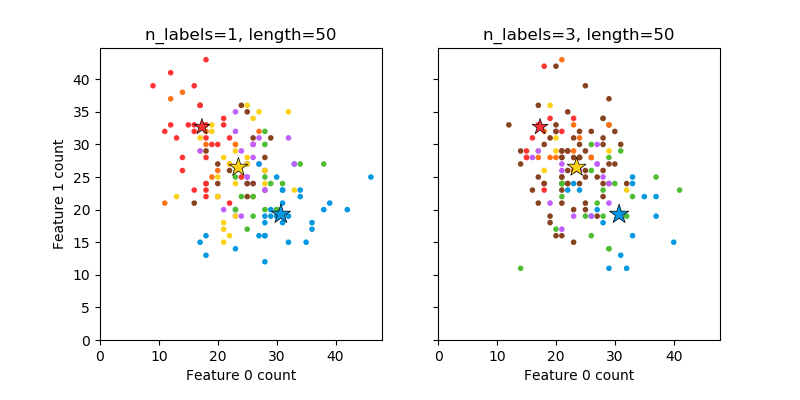 n_labels=1, length=50
n_labels=3, length=50
Feature 1 count
40
35
30
25
20
15
10
5
0
0 10 20 30 40
0 10 20 30 40
Feature 0 count
Feature 0 count